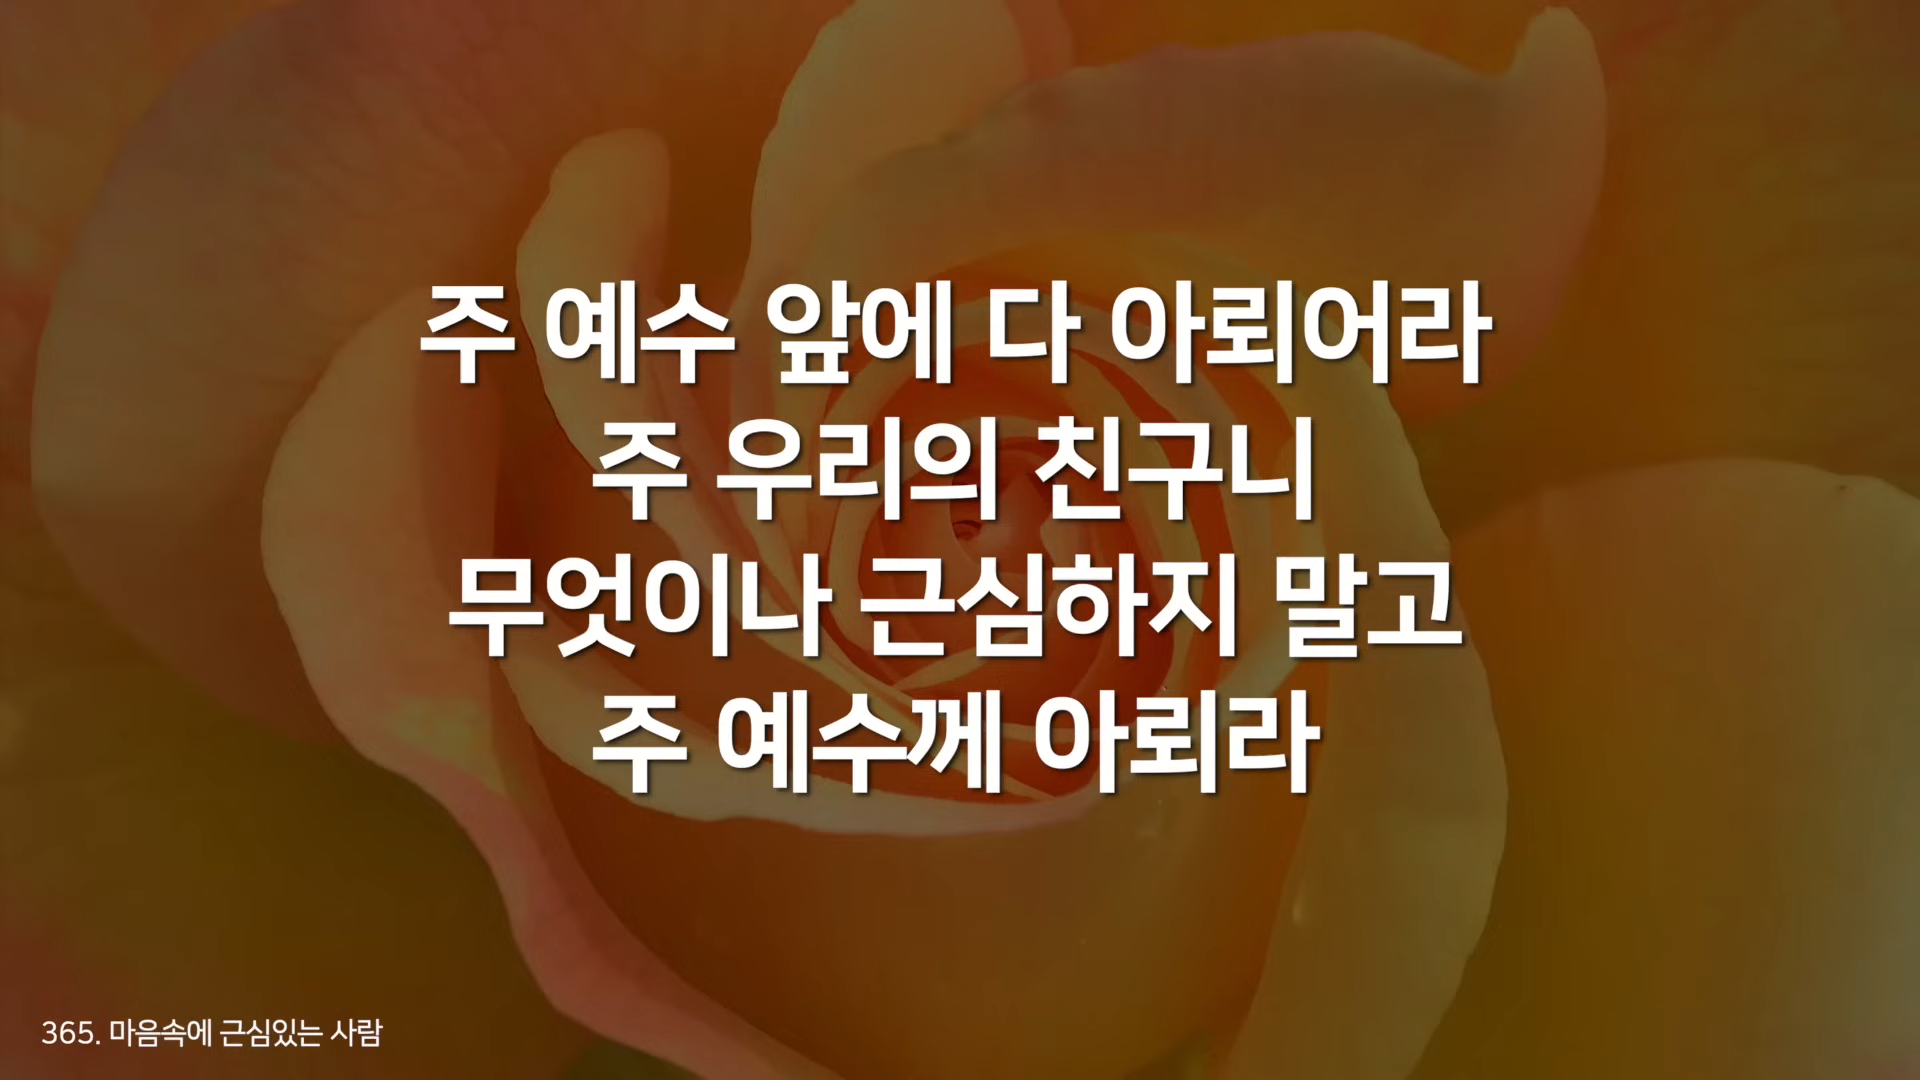 주 예수 앞에 다 아뢰어라
주 우리의 친구니
무엇이나 근심하지 말고
주 예수께 아뢰라
365. 마음속에 근심있는 사람